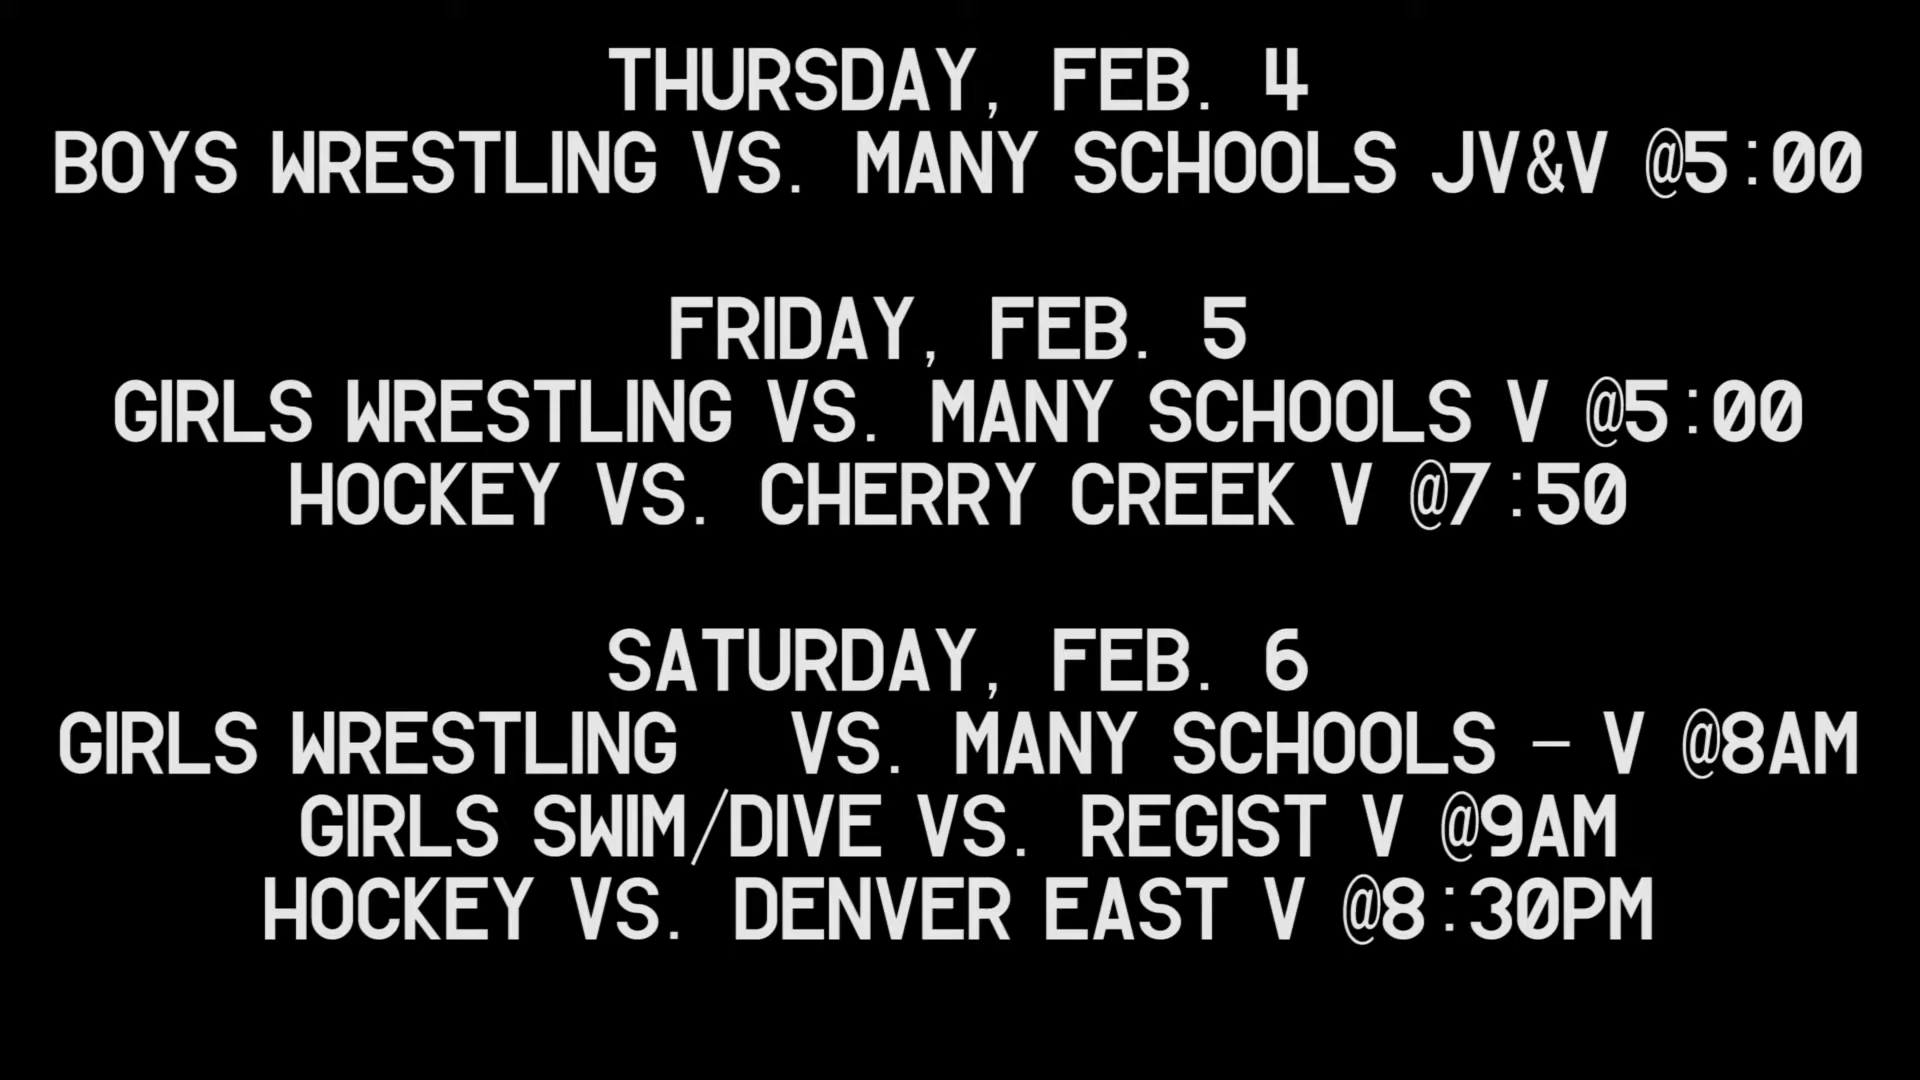 THURSDAY, FEB. 4
BOYS WRESTLING VS. MANY SCHOOLS JV&V @5:00
FRIDAY, FEB. 5
GIRLS WRESTLING VS. MANY SCHOOLS V @5:00
HOCKEY VS. CHERRY CREEK V @7:50
SATURDAY, FEB. 6
GIRLS WRESTLING VS. MANY SCHOOLS – V @8AM
GIRLS SWIM/DIVE VS. REGIST V @9AM
HOCKEY VS. DENVER EAST V @8:30PM